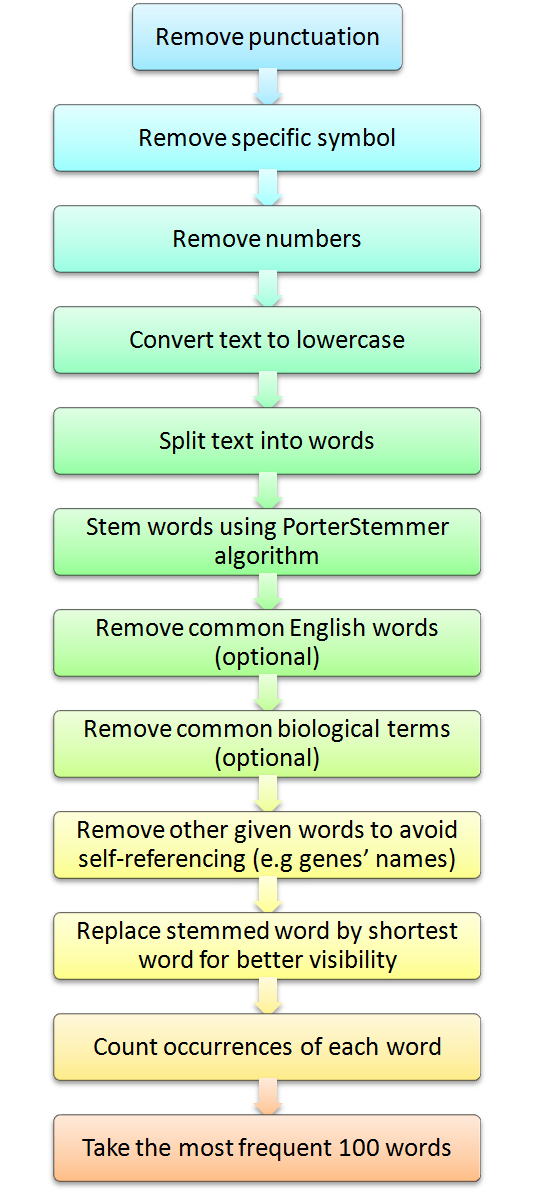 Remove punctuation
Remove specific symbol
Remove numbers
Convert text to lowercase
Split text into words
Stem words using PorterStemmer
algorithm
Remove common English words
(optional)
Remove common biological terms
(optional)
Remove other given words to avoid
self-referencing (e.g genes’ names)
Replace stemmed word by shortest
word for better visibility
Count occurrences of each word
Take the most frequent 100 words